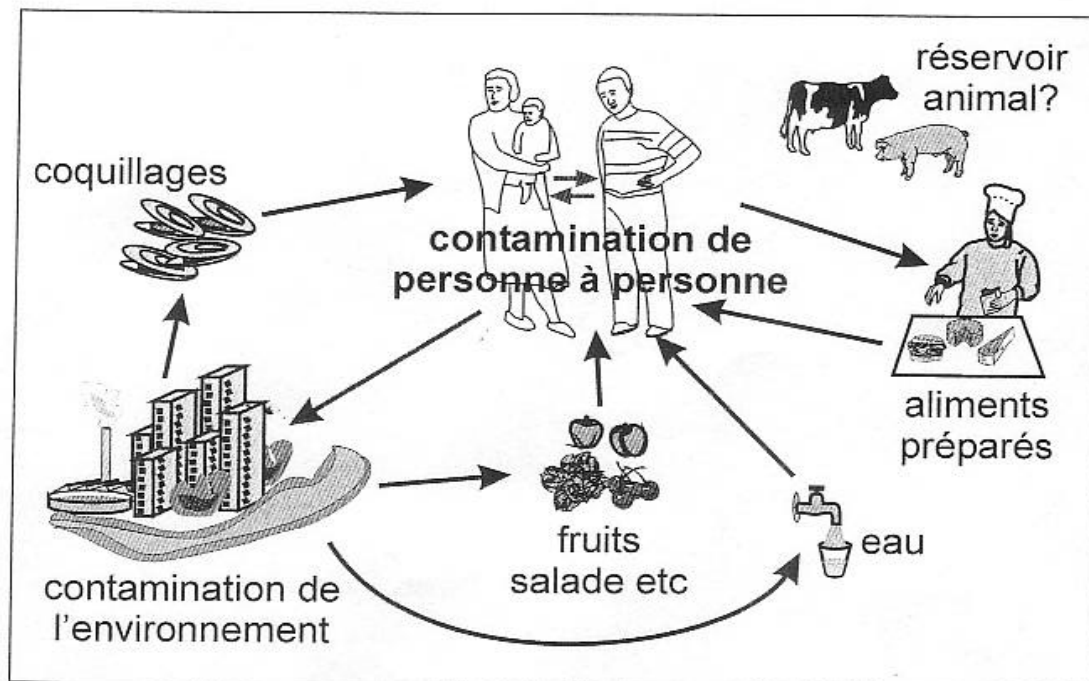 réservoir
animal?
coquillages
contamination de
personne à personne
aliments
préparés
fruits
salade etc
eau
contamination de
l'environnement